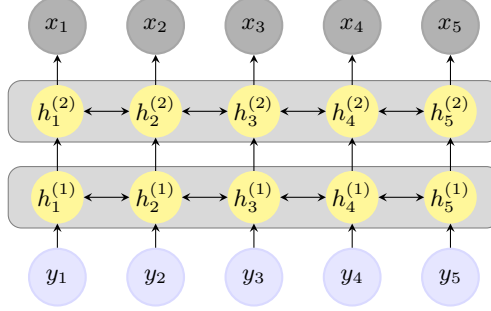 x₁ x₂ x₃ x₄ x₅
h₁⁽²⁾ h₂⁽²⁾ h₃⁽²⁾ h₄⁽²⁾ h₅⁽²⁾
h₁⁽¹⁾ h₂⁽¹⁾ h₃⁽¹⁾ h₄⁽¹⁾ h₅⁽¹⁾
y₁ y₂ y₃ y₄ y₅